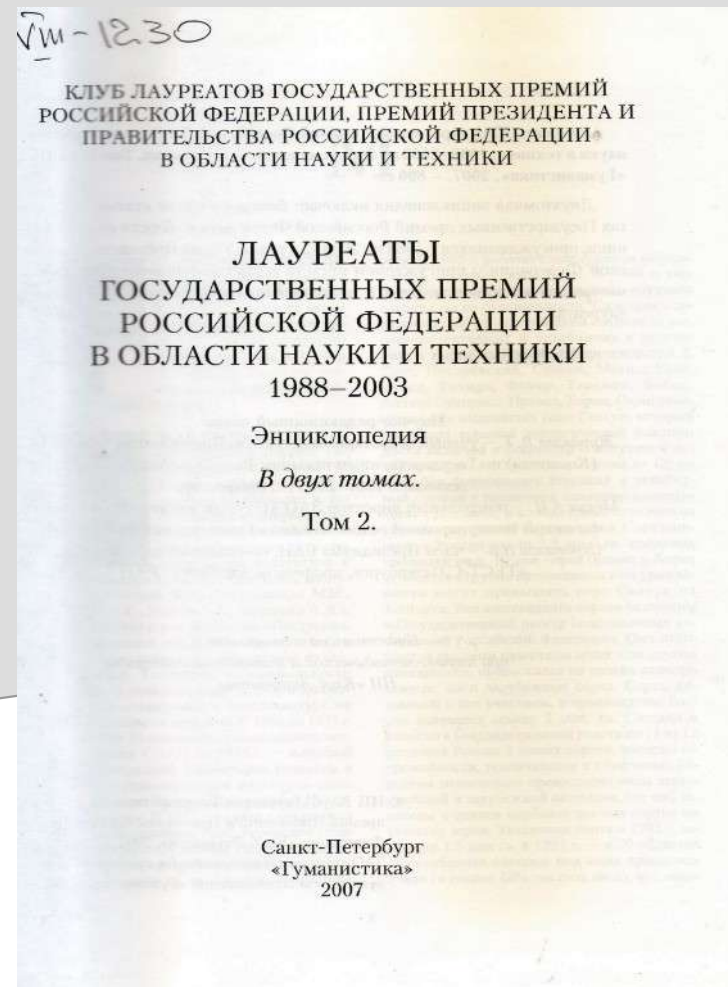 VIII-1230
КЛУБ ЛАУРЕАТОВ ГОСУДАРСТВЕННЫХ ПРЕМИЙ
РОССИЙСКОЙ ФЕДЕРАЦИИ, ПРЕМИЙ ПРЕЗИДЕНТА И
ПРАВИТЕЛЬСТВА РОССИЙСКОЙ ФЕДЕРАЦИИ
В ОБЛАСТИ НАУКИ И ТЕХНИКИ
ЛАУРЕАТЫ
ГОСУДАРСТВЕННЫХ ПРЕМИЙ
РОССИЙСКОЙ ФЕДЕРАЦИИ
В ОБЛАСТИ НАУКИ И ТЕХНИКИ
1988–2003
Энциклопедия
В двух томах.
Том 2.
Санкт-Петербург
«Гуманистика»
2007